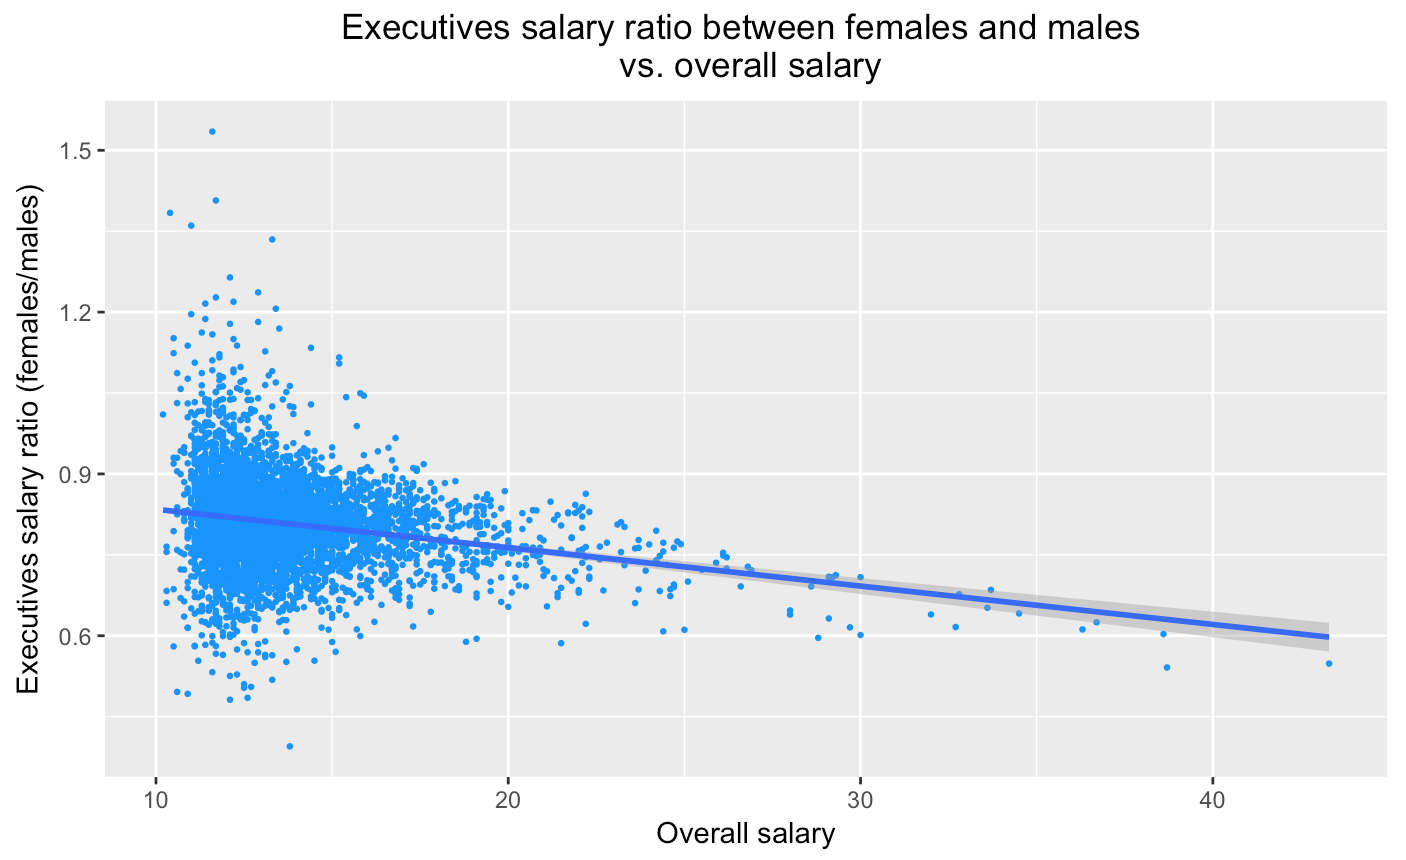 Executives salary ratio between females and males
vs. overall salary
Executives salary ratio (females/males)
1.5
1.2
0.9
0.6
10 20 30 40
Overall salary